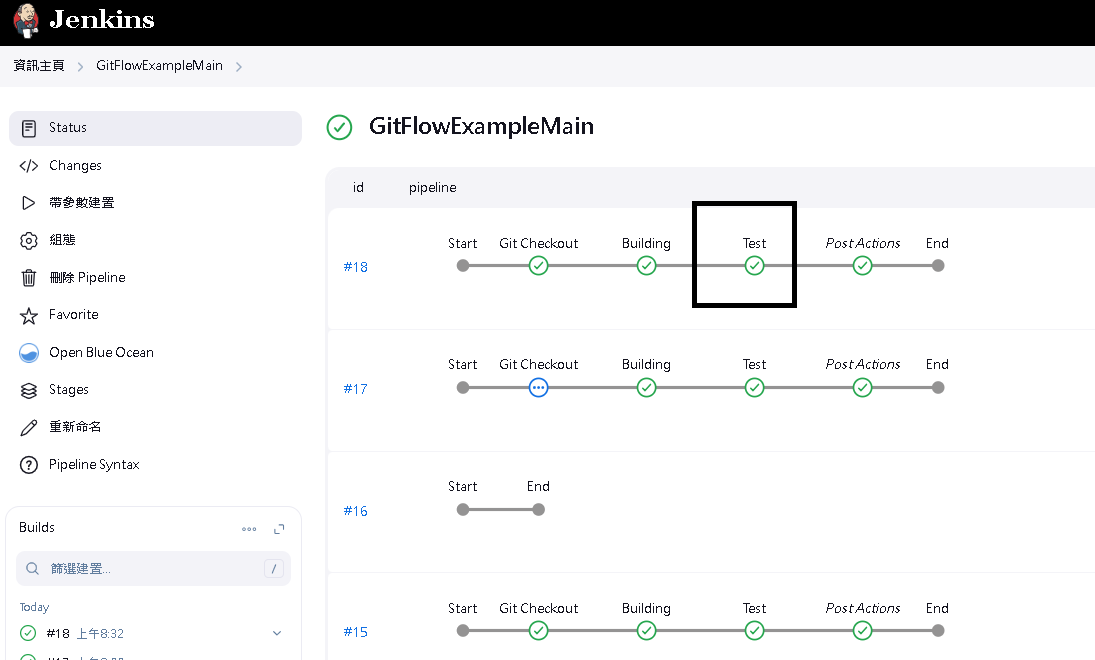 Jenkins
資訊主頁 > GitFlowExampleMain >
Status
Changes
帶參數建置
組態
刪除 Pipeline
Favorite
Open Blue Ocean
Stages
重新命名
Pipeline Syntax
Builds
篩選建置... /
Today
#18 上午8:32
GitFlowExampleMain
id pipeline
Start Git Checkout Building Test Post Actions End
#18
Start Git Checkout Building Test Post Actions End
#17
Start End
#16
Start Git Checkout Building Test Post Actions End
#15